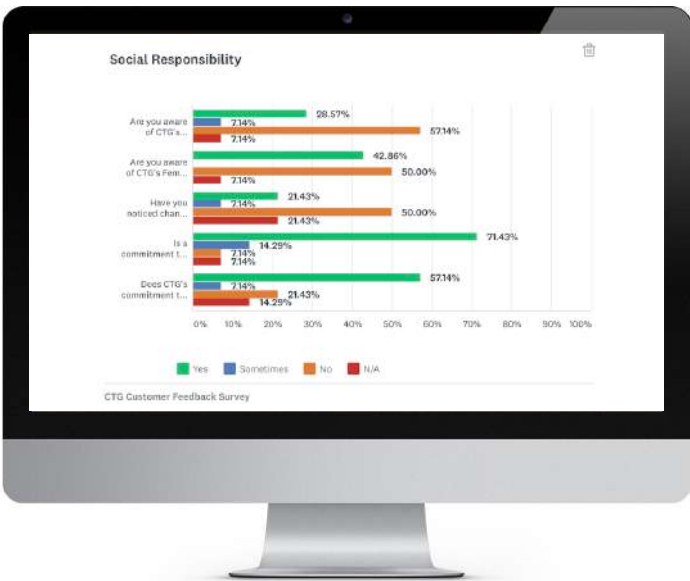 Social Responsibility
Are you aware
of CTG's...
28.57%
7.14%
57.14%
7.14%
Are you aware
of CTG's Fem...
42.86%
50.00%
7.14%
Have you
noticed chan...
21.43%
7.14%
50.00%
21.43%
Is a
commitment t...
71.43%
14.29%
7.14%
7.14%
Does CTG's
commitment t...
57.14%
7.14%
21.43%
14.29%
0% 10% 20% 30% 40% 50% 60% 70% 80% 90% 100%
Yes Sometimes No N/A
CTG Customer Feedback Survey